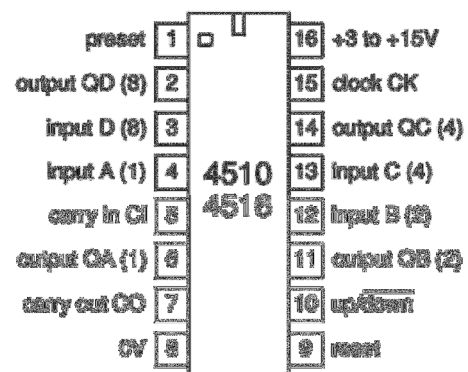 preset 1 16 +3 to +15V
output QD (8) 2 15 clock CK
input D (8) 3 14 output QC (4)
input A (1) 4 13 input C (4)
4510
4516
carry in CI 5 12 input B (2)
output QA (1) 6 11 output QB (2)
carry out CO 7 10 up/down
0V 8 9 reset